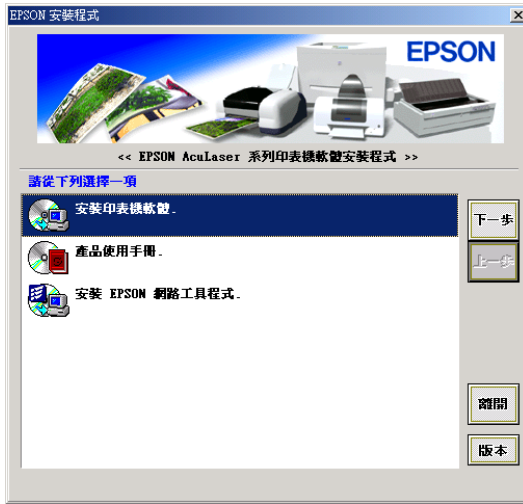 EPSON 安裝程式
EPSON
<< EPSON AcuLaser 系列印表機軟體安裝程式 >>
請從下列選擇一項
安裝印表機軟體.
產品使用手冊.
安裝 EPSON 網路工具程式.
下一步
上一步
離開
版本